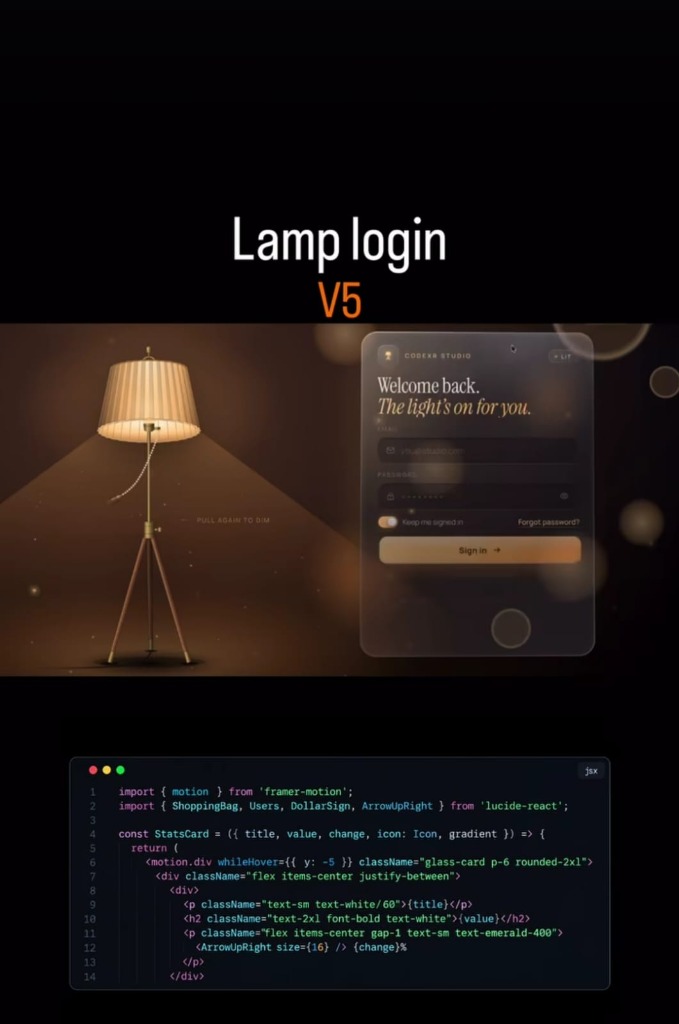 Lamp login
V5
CODEXR STUDIO
LIT
Welcome back.
The light's on for you.
EMAIL
PASSWORD
PULL AGAIN TO DIM
Keep me signed in
Forgot password?
Sign in →
jsx
1 import { motion } from 'framer-motion';
2 import { ShoppingBag, Users, DollarSign, ArrowUpRight } from 'lucide-react';
3
4 const StatsCard = ({ title, value, change, icon: Icon, gradient }) => {
5 return (
6 <motion.div whileHover={{ y: -5 }} className="glass-card p-6 rounded-2xl">
7 <div className="flex items-center justify-between">
8 <div>
9 <p className="text-sm text-white/60">{title}</p>
10 <h2 className="text-2xl font-bold text-white">{value}</h2>
11 <p className="flex items-center gap-1 text-sm text-emerald-400">
12 <ArrowUpRight size={16} /> {change}%
13 </p>
14 </div>